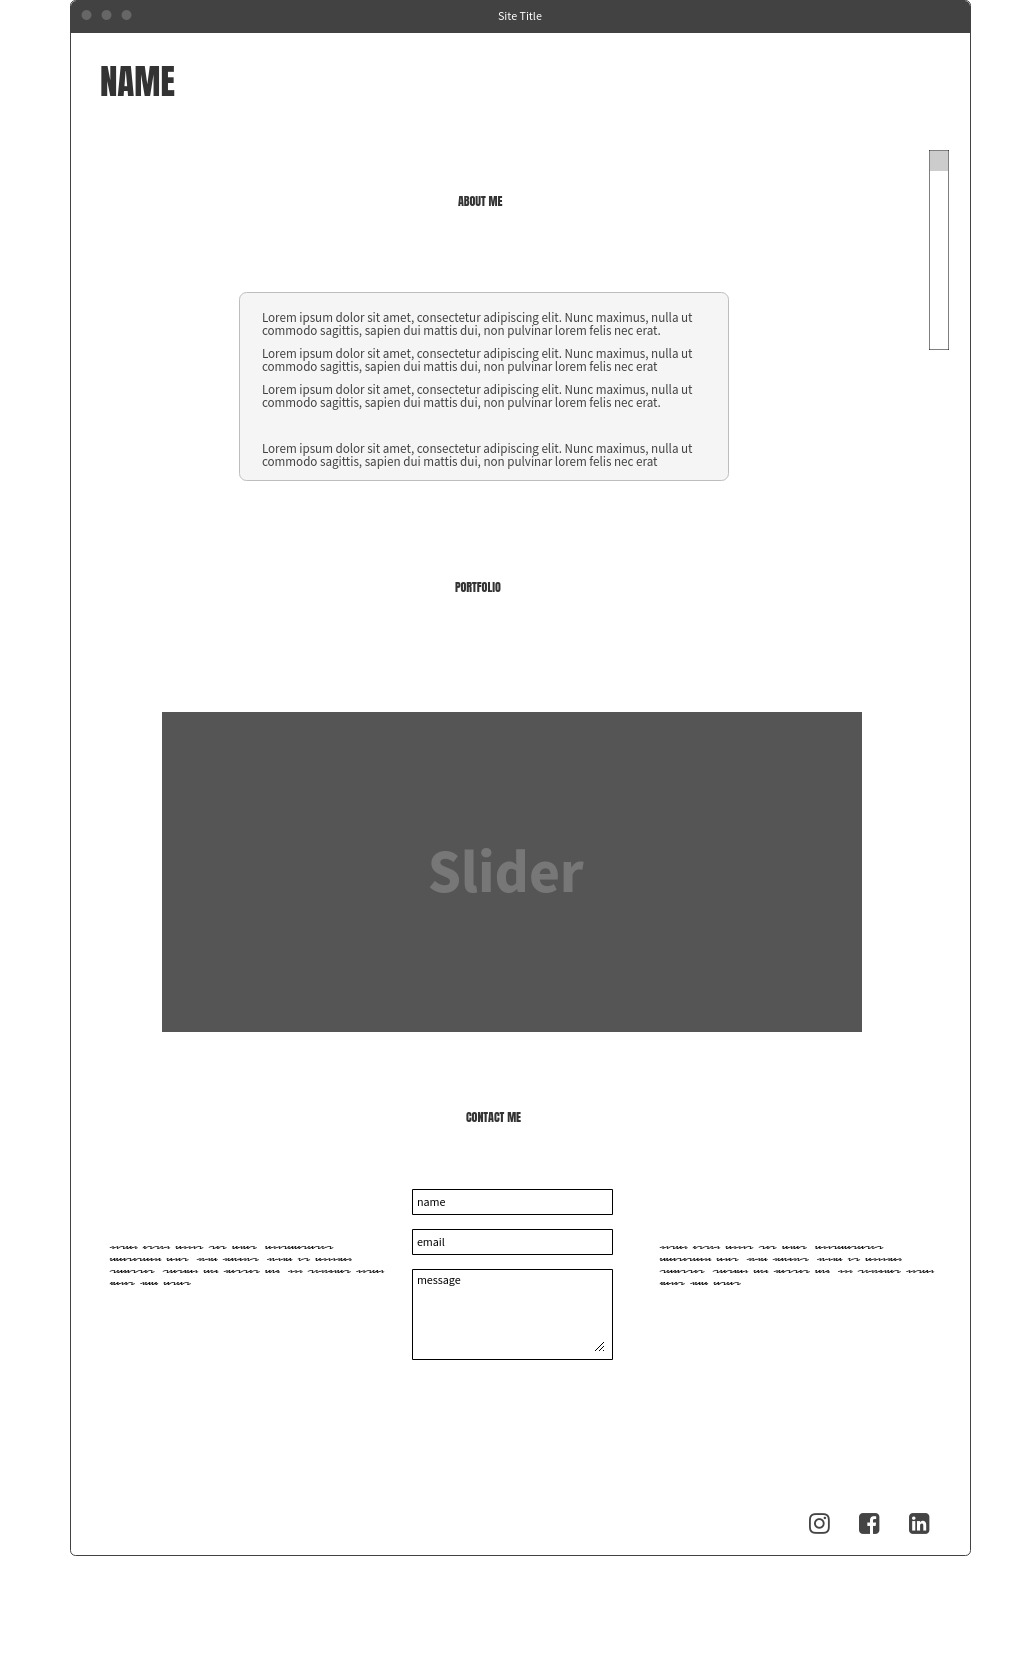 Site Title
NAME
ABOUT ME
Lorem ipsum dolor sit amet, consectetur adipiscing elit. Nunc maximus, nulla ut
commodo sagittis, sapien dui mattis dui, non pulvinar lorem felis nec erat.
Lorem ipsum dolor sit amet, consectetur adipiscing elit. Nunc maximus, nulla ut
commodo sagittis, sapien dui mattis dui, non pulvinar lorem felis nec erat
Lorem ipsum dolor sit amet, consectetur adipiscing elit. Nunc maximus, nulla ut
commodo sagittis, sapien dui mattis dui, non pulvinar lorem felis nec erat.
Lorem ipsum dolor sit amet, consectetur adipiscing elit. Nunc maximus, nulla ut
commodo sagittis, sapien dui mattis dui, non pulvinar lorem felis nec erat
PORTFOLIO
Slider
CONTACT ME
name
email
message
in